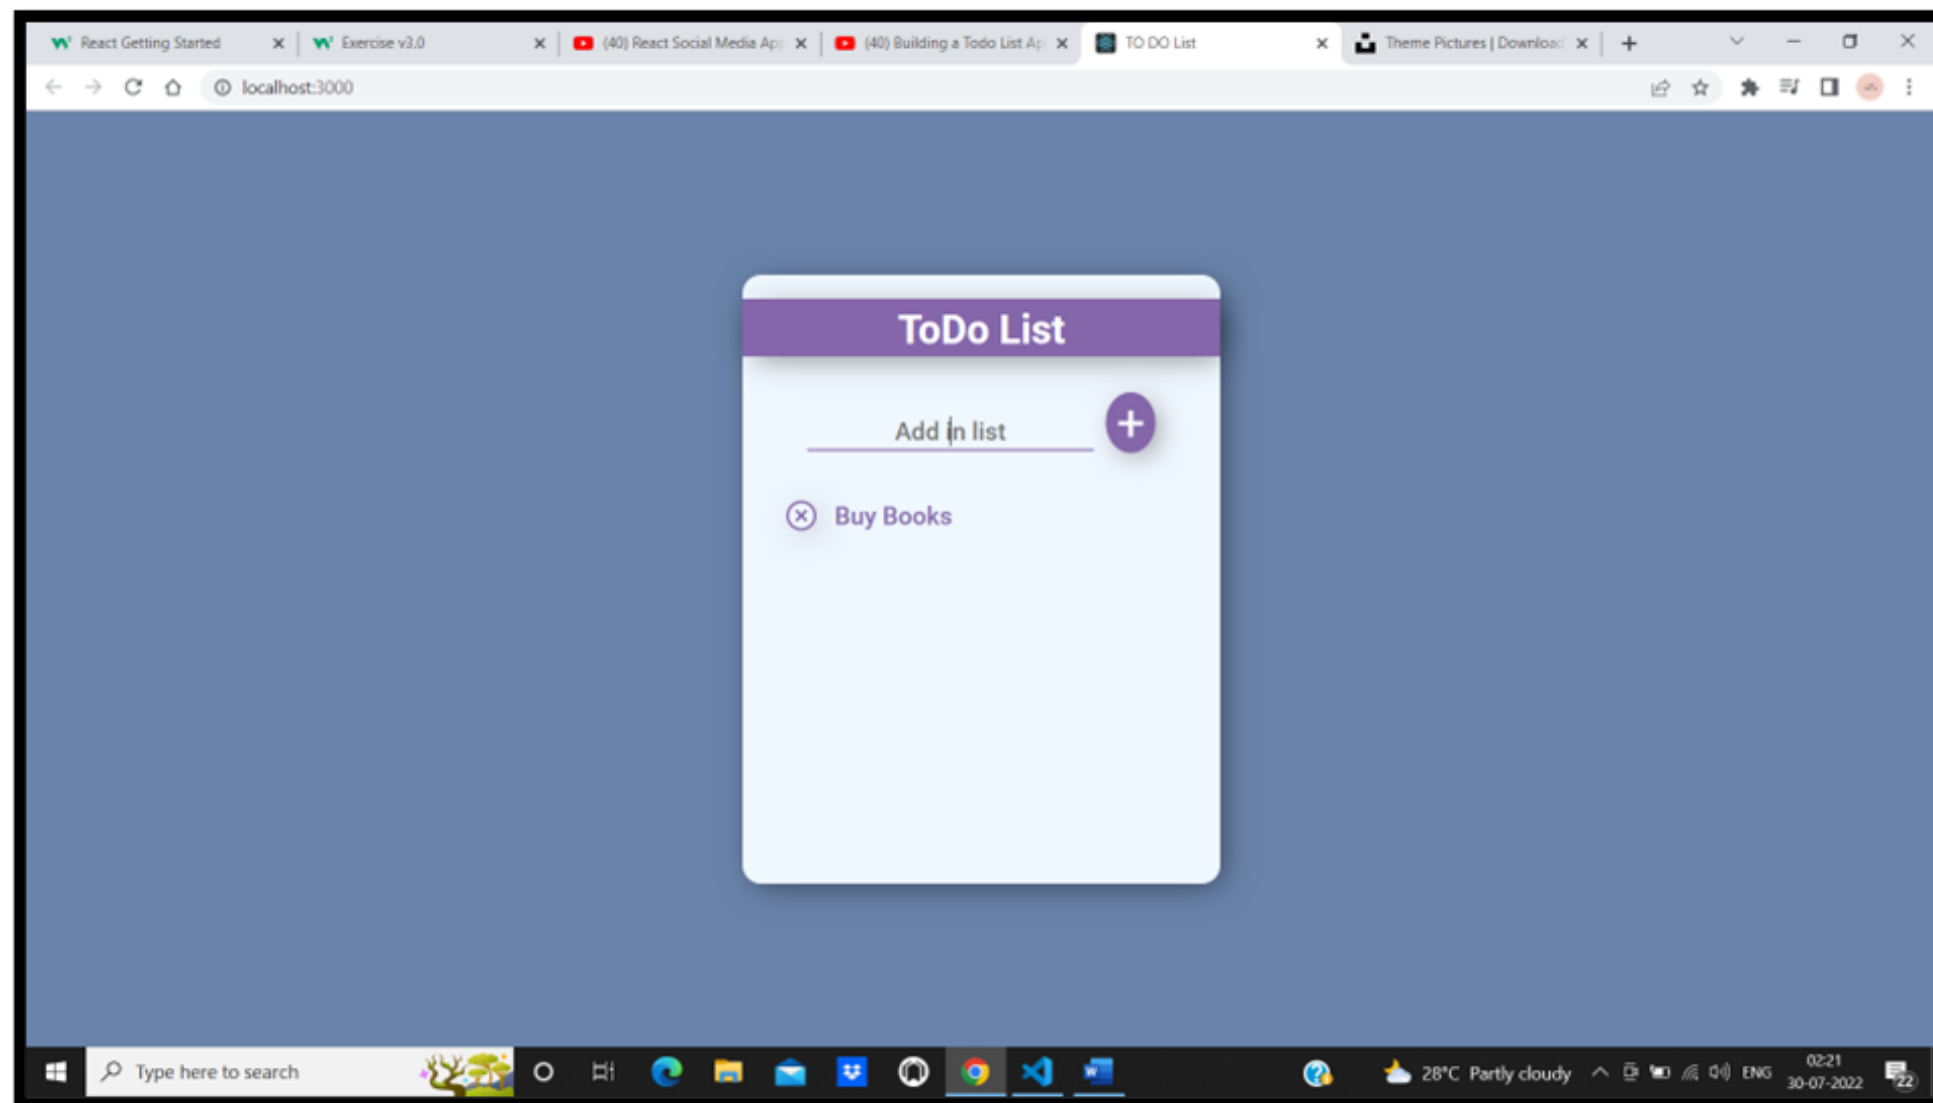 React Getting Started
Exercise v3.0
(40) React Social Media Ap
(40) Building a Todo List Ap
TO DO List
Theme Pictures | Download
localhost:3000
ToDo List
Add in list
Buy Books
Type here to search
28°C Partly cloudy
ENG
02:21
30-07-2022
22